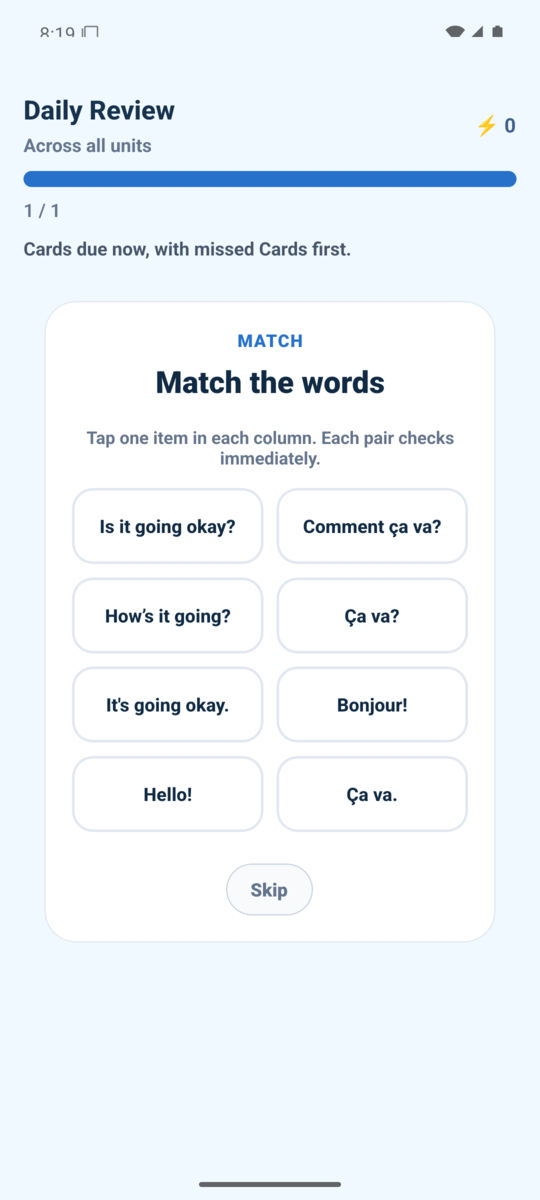 8:19
Daily Review
⚡ 0
Across all units
1 / 1
Cards due now, with missed Cards first.
MATCH
Match the words
Tap one item in each column. Each pair checks
immediately.
Is it going okay?
Comment ça va?
How’s it going?
Ça va?
It's going okay.
Bonjour!
Hello!
Ça va.
Skip